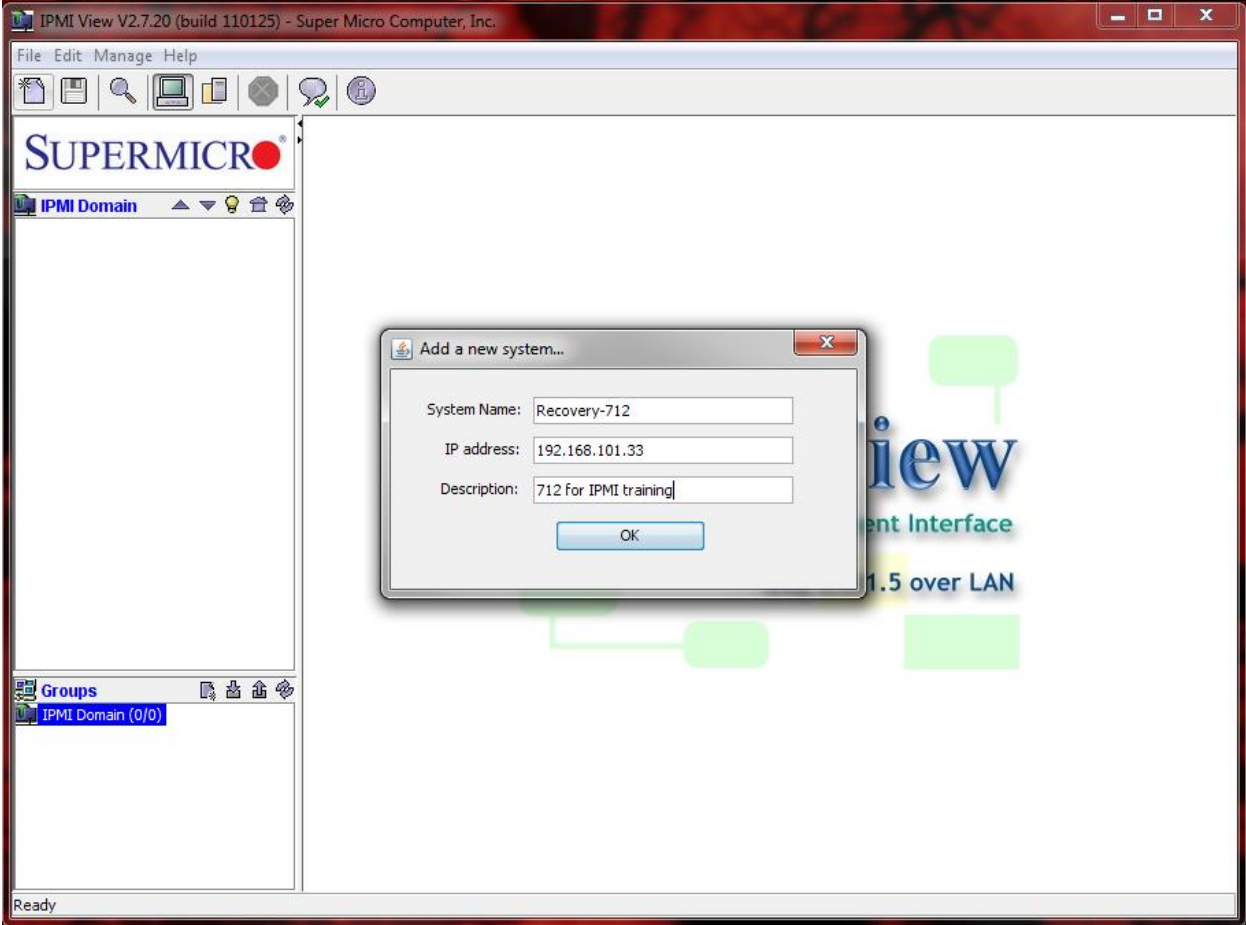 IPMI View V2.7.20 (build 110125) - Super Micro Computer, Inc.
File Edit Manage Help
SUPERMICRO®
IPMI Domain
Add a new system...
System Name: Recovery-712
IP address: 192.168.101.33
Description: 712 for IPMI training
OK
iew
ent Interface
1.5 over LAN
Groups
IPMI Domain (0/0)
Ready